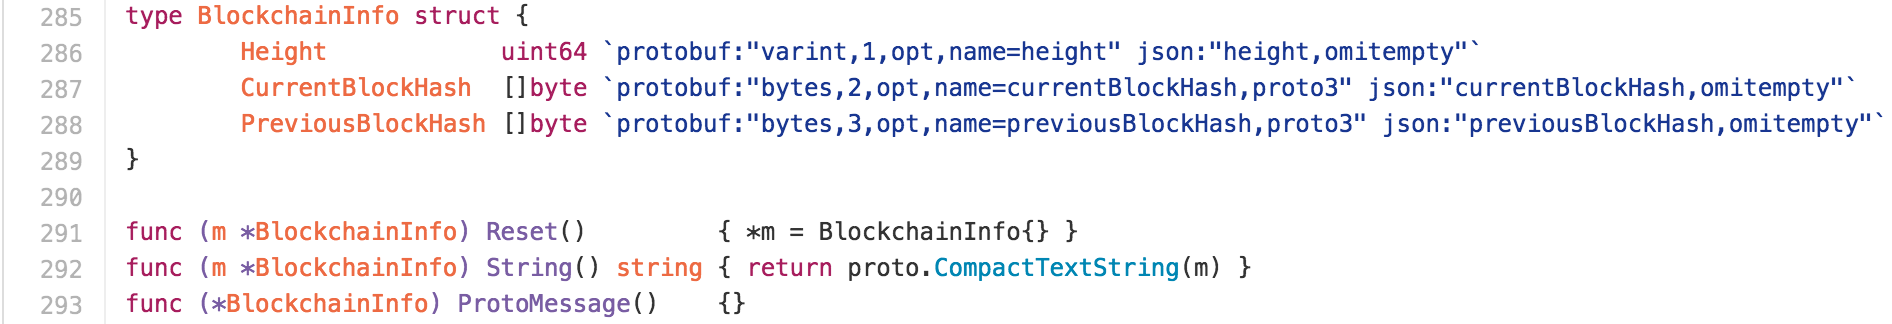 285 type BlockchainInfo struct {
286         Height            uint64 `protobuf:"varint,1,opt,name=height" json:"height,omitempty"`
287         CurrentBlockHash  []byte `protobuf:"bytes,2,opt,name=currentBlockHash,proto3" json:"currentBlockHash,omitempty"`
288         PreviousBlockHash []byte `protobuf:"bytes,3,opt,name=previousBlockHash,proto3" json:"previousBlockHash,omitempty"`
289 }
290
291 func (m *BlockchainInfo) Reset()         { *m = BlockchainInfo{} }
292 func (m *BlockchainInfo) String() string { return proto.CompactTextString(m) }
293 func (*BlockchainInfo) ProtoMessage()    {}